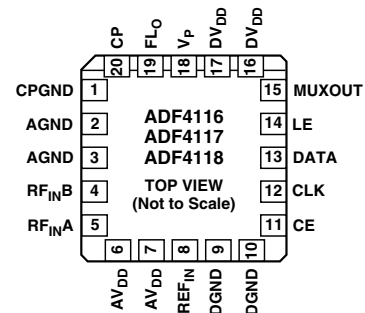 CP
FLO
VP
DVDD
DVDD
20
19
18
17
16
CPGND 1
AGND 2
AGND 3
RFINB 4
RFINA 5
ADF4116
ADF4117
ADF4118
TOP VIEW
(Not to Scale)
15 MUXOUT
14 LE
13 DATA
12 CLK
11 CE
6
7
8
9
10
AVDD
AVDD
REFIN
DGND
DGND